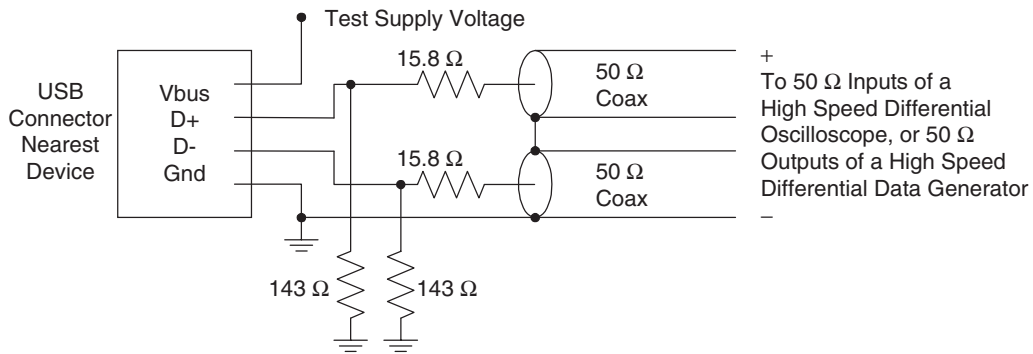 Test Supply Voltage
USB
Connector
Nearest
Device
Vbus
D+
D-
Gnd
15.8 Ω
50 Ω
Coax
15.8 Ω
50 Ω
Coax
143 Ω
143 Ω
+
To 50 Ω Inputs of a
High Speed Differential
Oscilloscope, or 50 Ω
Outputs of a High Speed
Differential Data Generator
−